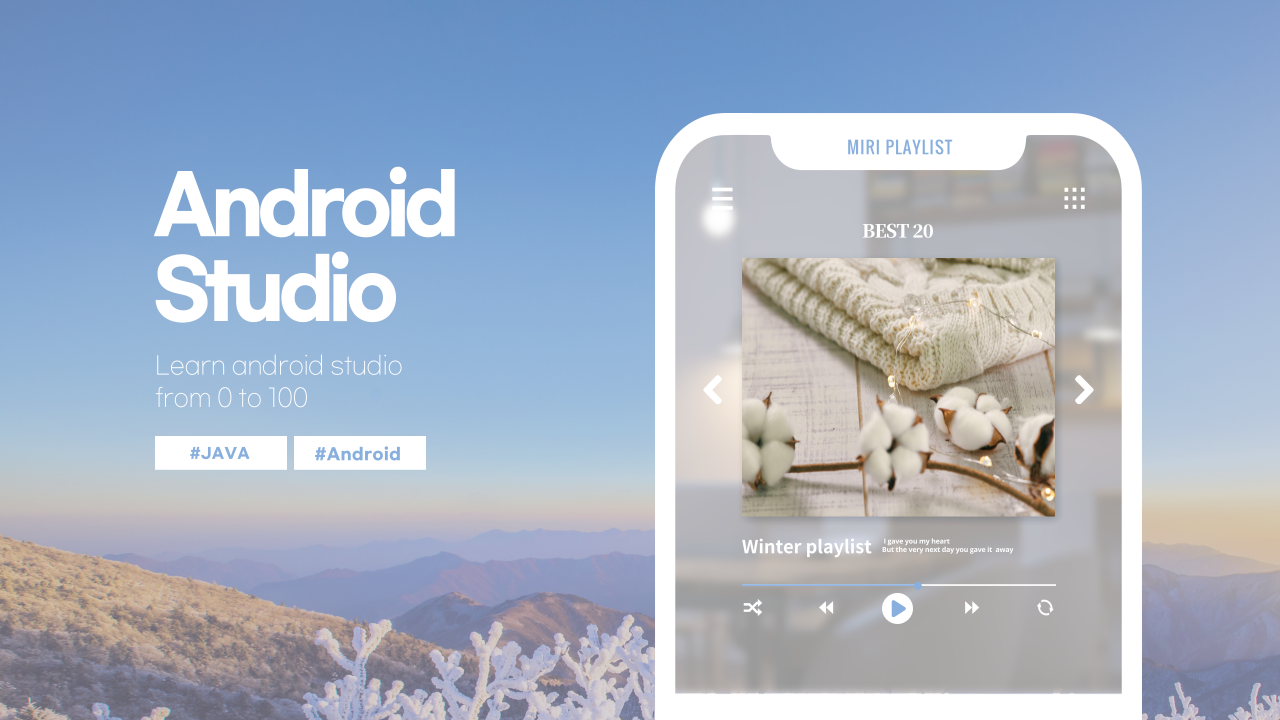 Android
Studio
Learn android studio
from 0 to 100
#JAVA
#Android
MIRI PLAYLIST
BEST 20
Winter playlist
I gave you my heart
But the very next day you gave it away